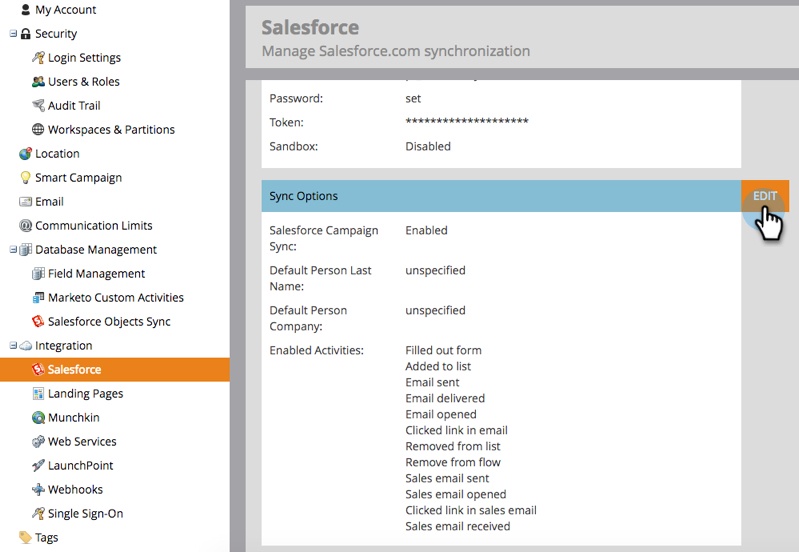 My Account
Security
Login Settings
Users & Roles
Audit Trail
Workspaces & Partitions
Location
Smart Campaign
Email
Communication Limits
Database Management
Field Management
Marketo Custom Activities
Salesforce Objects Sync
Integration
Salesforce
Landing Pages
Munchkin
Web Services
LaunchPoint
Webhooks
Single Sign-On
Tags
Salesforce
Manage Salesforce.com synchronization
Password: set
Token: ********************
Sandbox: Disabled
Sync Options EDIT
Salesforce Campaign Enabled
Sync:
Default Person Last unspecified
Name:
Default Person unspecified
Company:
Enabled Activities: Filled out form
Added to list
Email sent
Email delivered
Email opened
Clicked link in email
Removed from list
Remove from flow
Sales email sent
Sales email opened
Clicked link in sales email
Sales email received